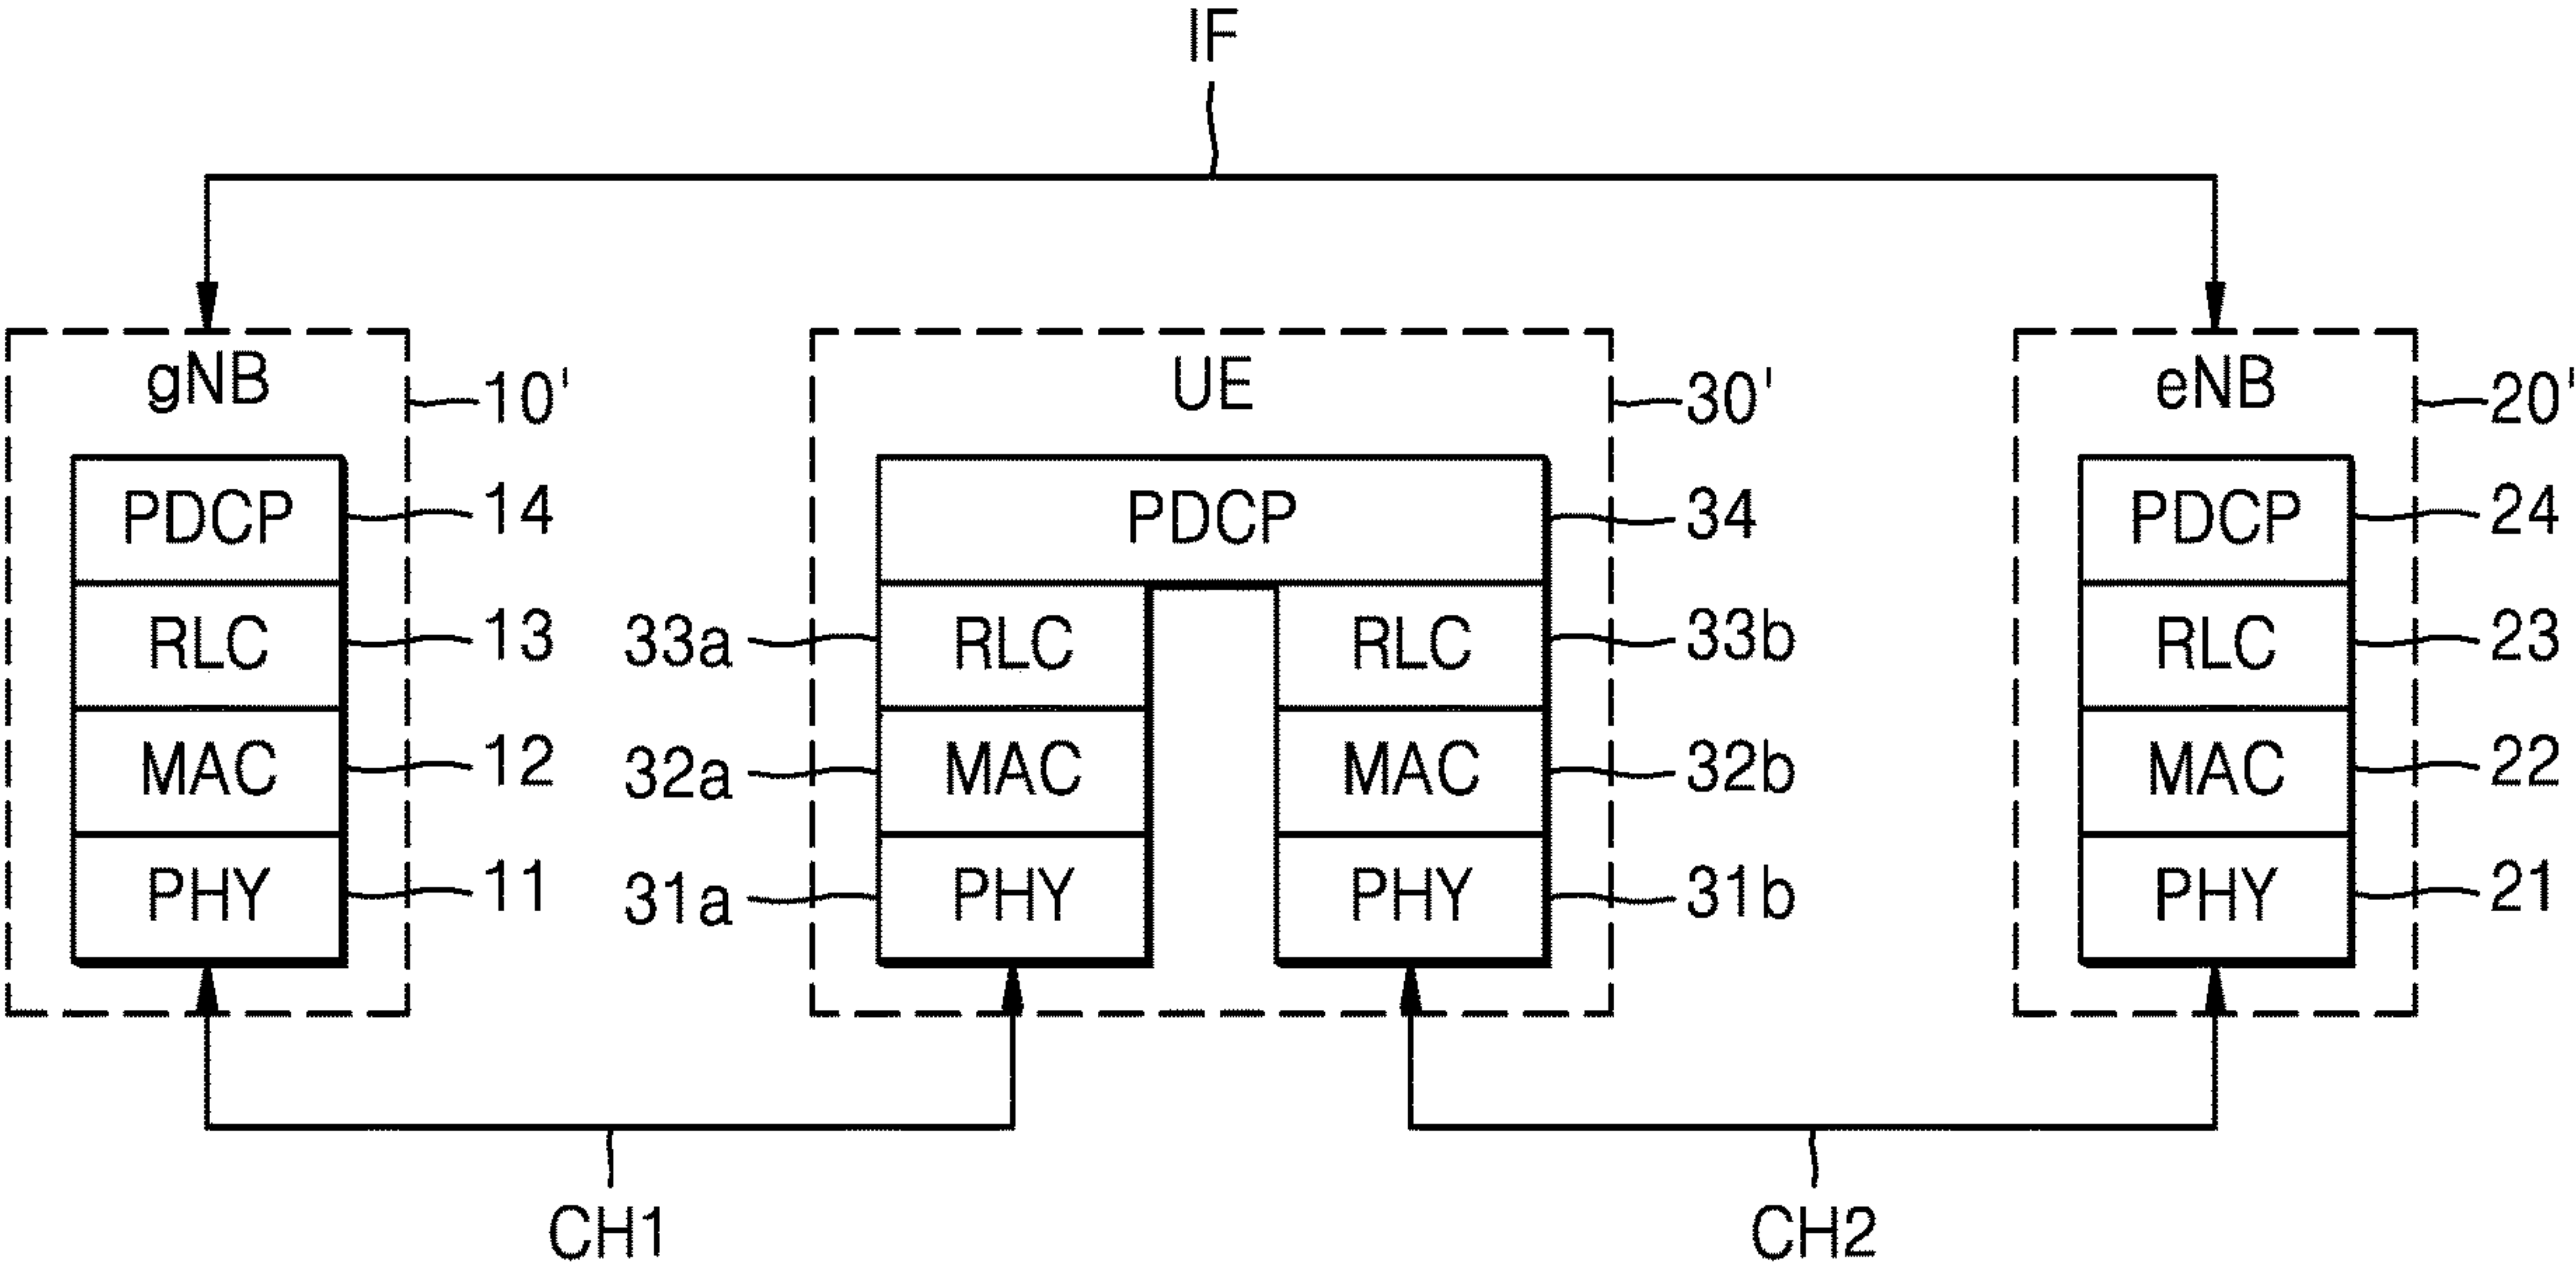 IF
gNB
10'
UE
30'
eNB
20'
PDCP
14
PDCP
34
PDCP
24
RLC
13
33a
RLC
RLC
33b
RLC
23
MAC
12
32a
MAC
MAC
32b
MAC
22
PHY
11
31a
PHY
PHY
31b
PHY
21
CH1
CH2